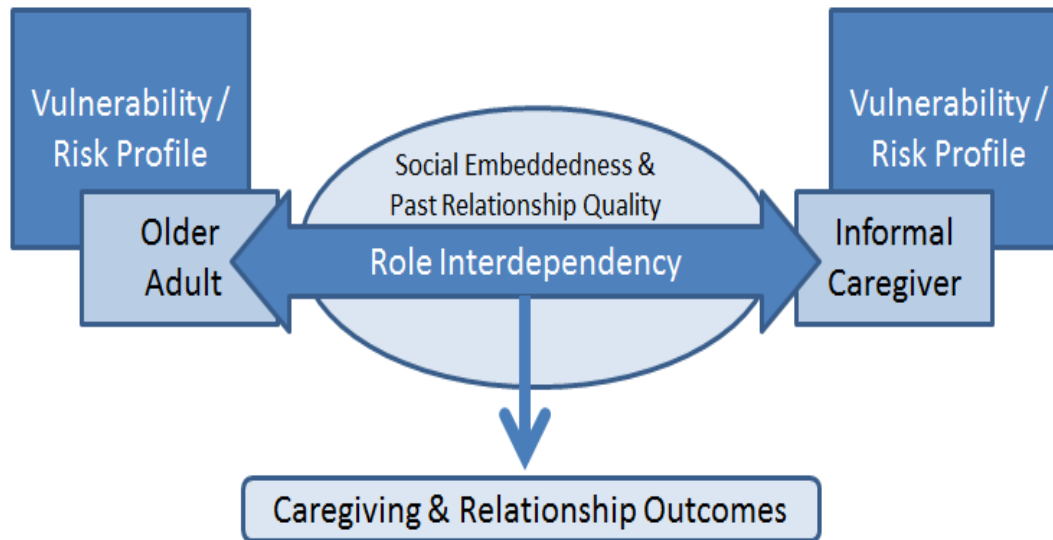 Vulnerability /
Risk Profile
Older
Adult
Social Embeddedness &
Past Relationship Quality
Role Interdependency
Vulnerability /
Risk Profile
Informal
Caregiver
Caregiving & Relationship Outcomes